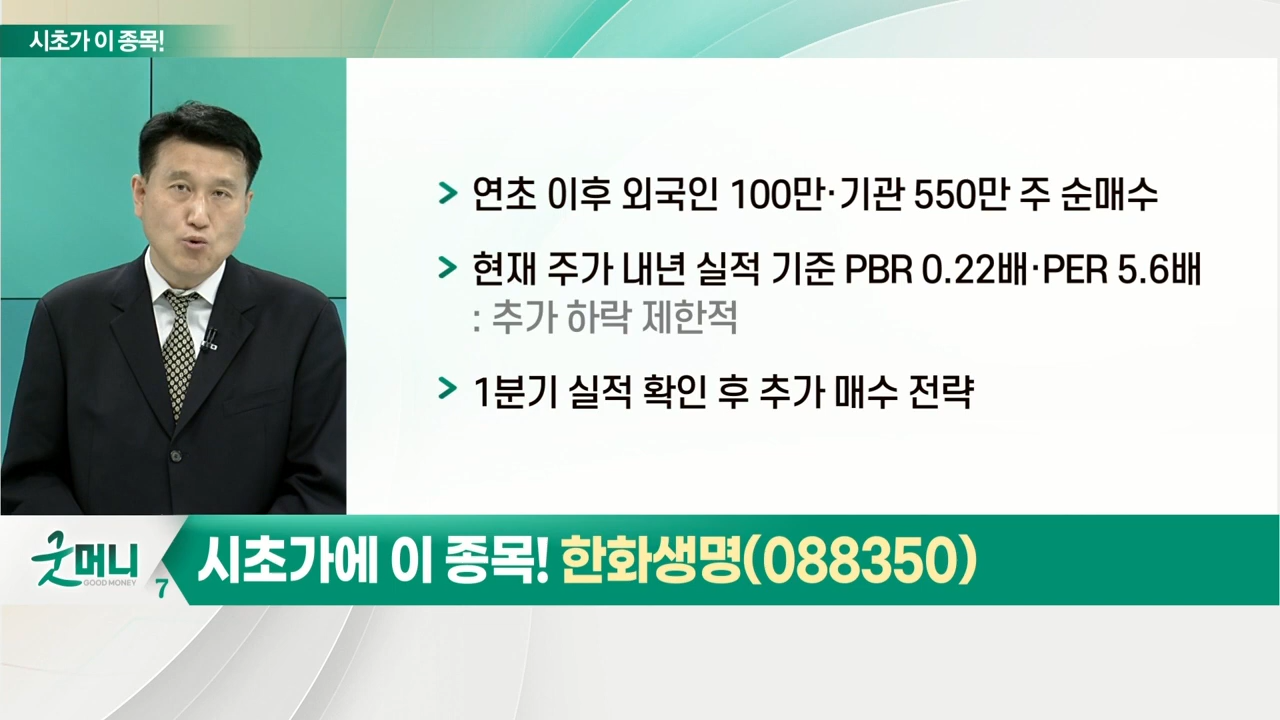 시초가 이 종목!
> 연초 이후 외국인 100만·기관 550만 주 순매수
> 현재 주가 내년 실적 기준 PBR 0.22배·PER 5.6배
: 추가 하락 제한적
> 1분기 실적 확인 후 추가 매수 전략
굿머니
GOOD MONEY
7
시초가에 이 종목! 한화생명(088350)